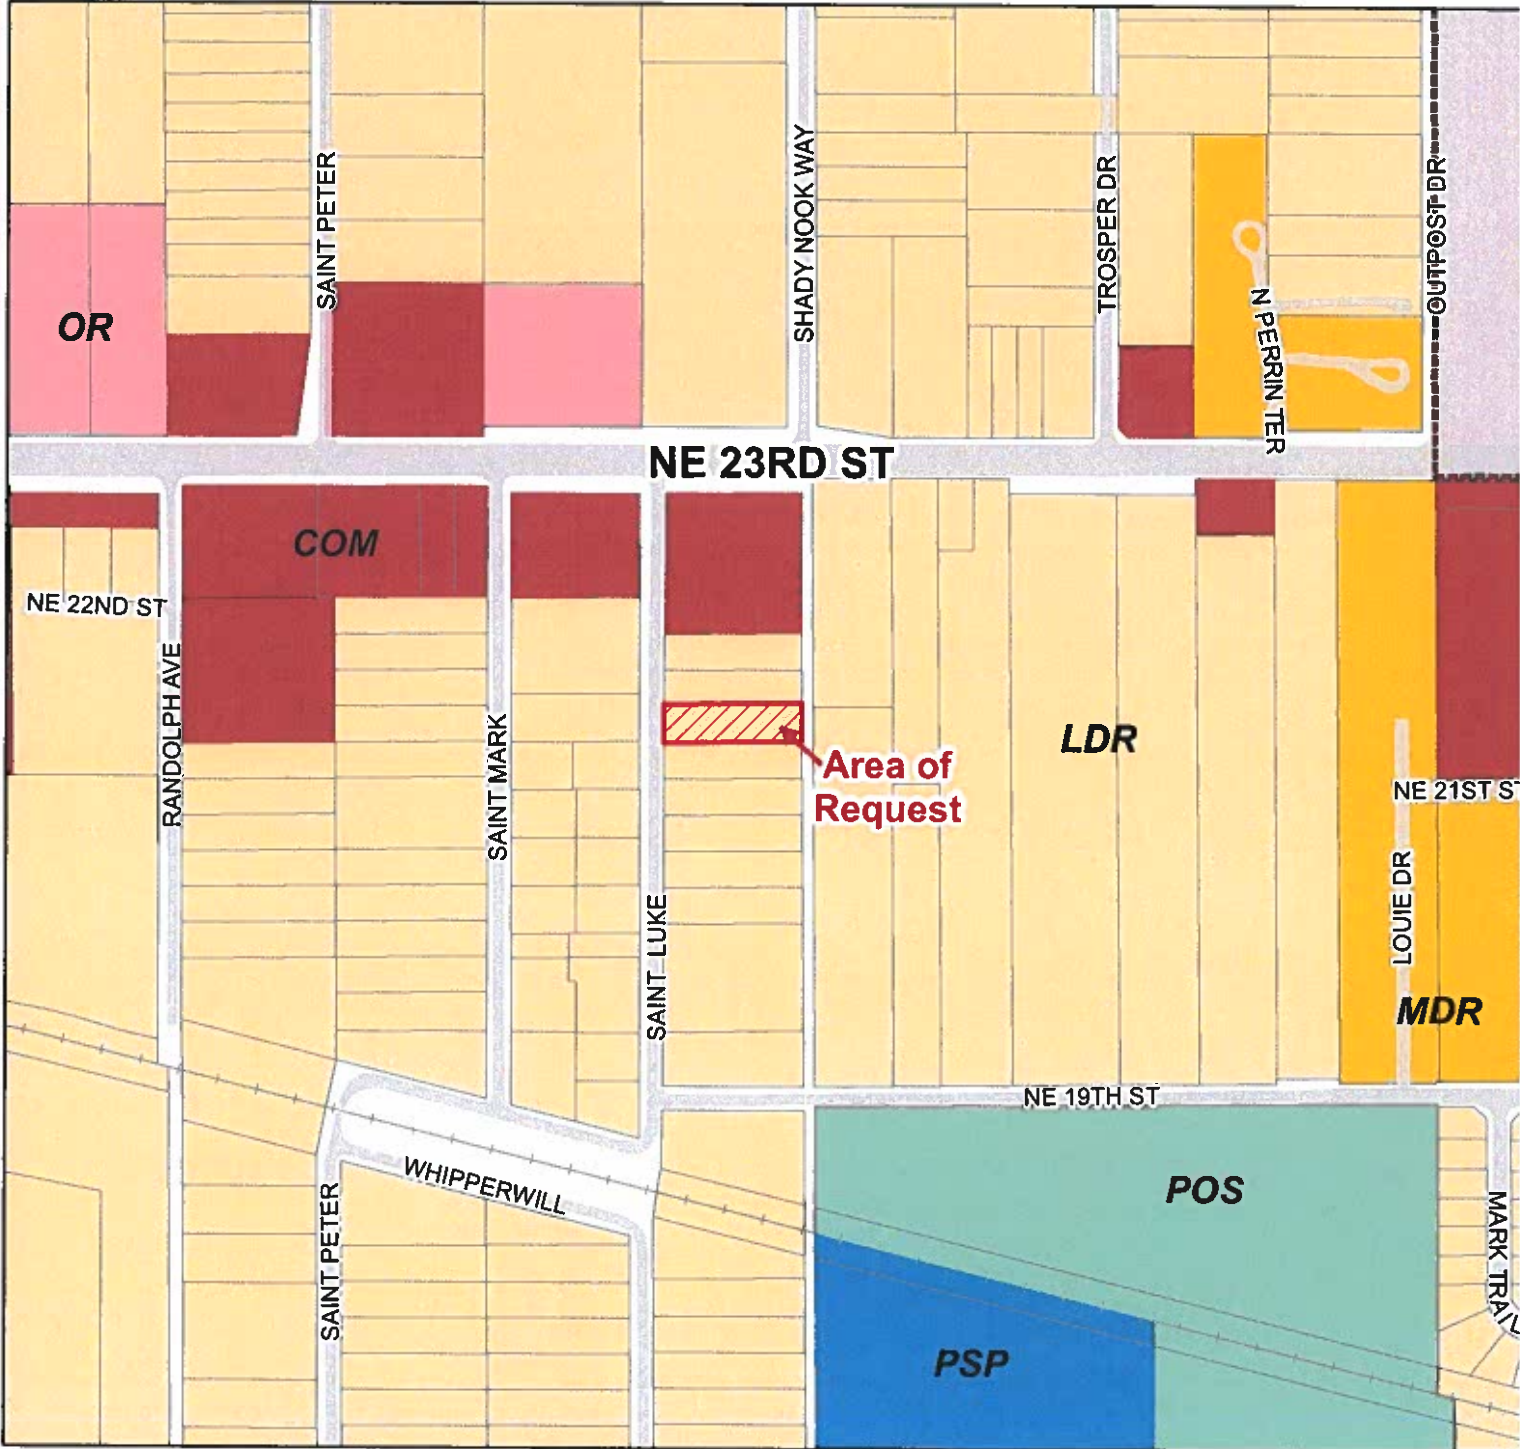 SAINT PETER
SHADY NOOK WAY
TROSPER DR
OUTPOST DR
OR
N PERRIN TER
NE 23RD ST
COM
NE 22ND ST
RANDOLPH AVE
SAINT MARK
LDR
Area of
Request
NE 21ST ST
LOUIE DR
SAINT LUKE
MDR
NE 19TH ST
WHIPPERWILL
POS
SAINT PETER
MARK TRAIL
PSP